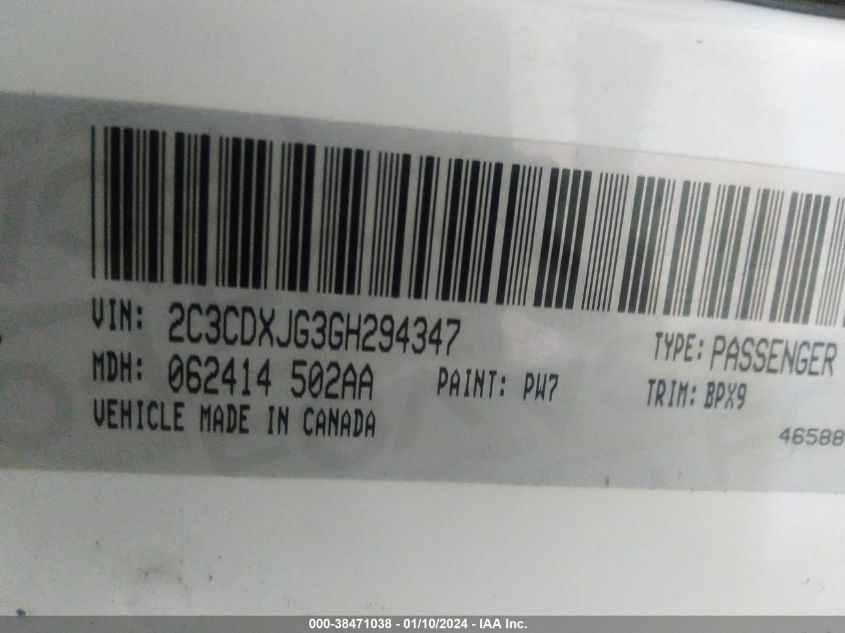 VIN: 2C3CDXJG3GH294347 TYPE: PASSENGER
MDH: 062414 502AA PAINT: PW7 TRIM: BPX9
VEHICLE MADE IN CANADA
46588
000-38471038 - 01/10/2024 - IAA Inc.